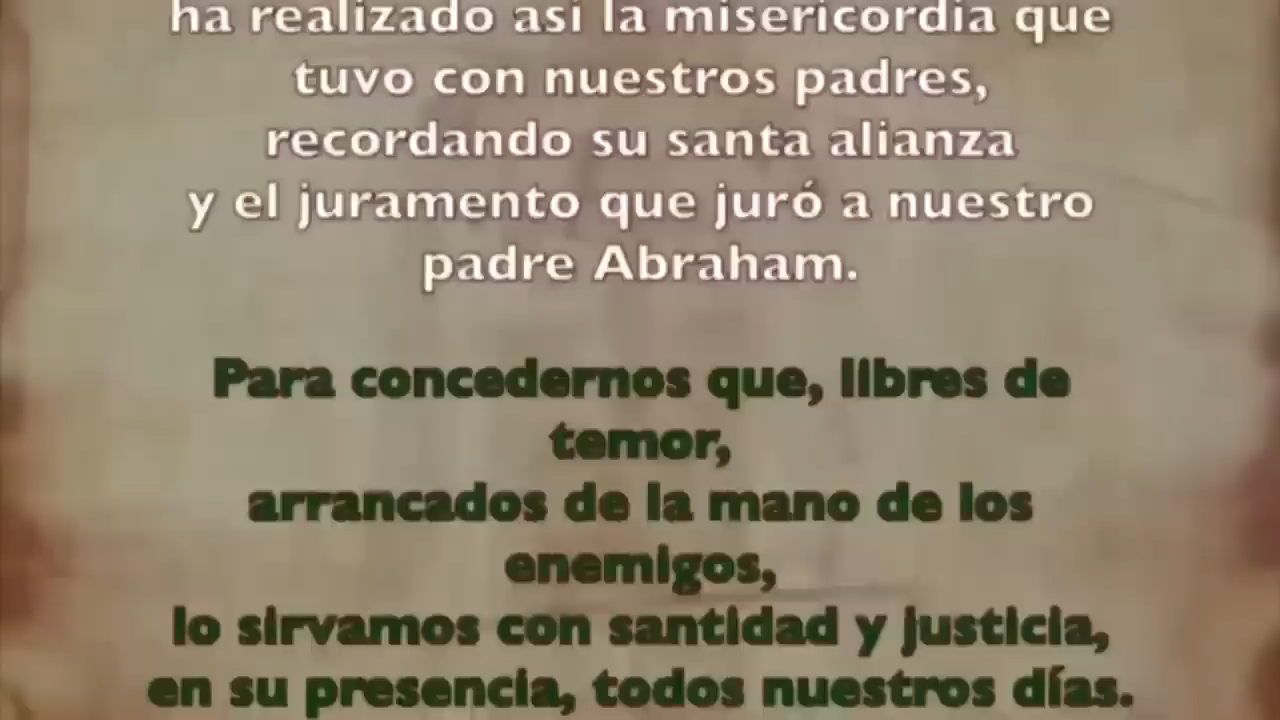 ha realizado así la misericordia que
tuvo con nuestros padres,
recordando su santa alianza
y el juramento que juró a nuestro
padre Abraham.
Para concedernos que, libres de
temor,
arrancados de la mano de los
enemigos,
lo sirvamos con santidad y justicia,
en su presencia, todos nuestros días.